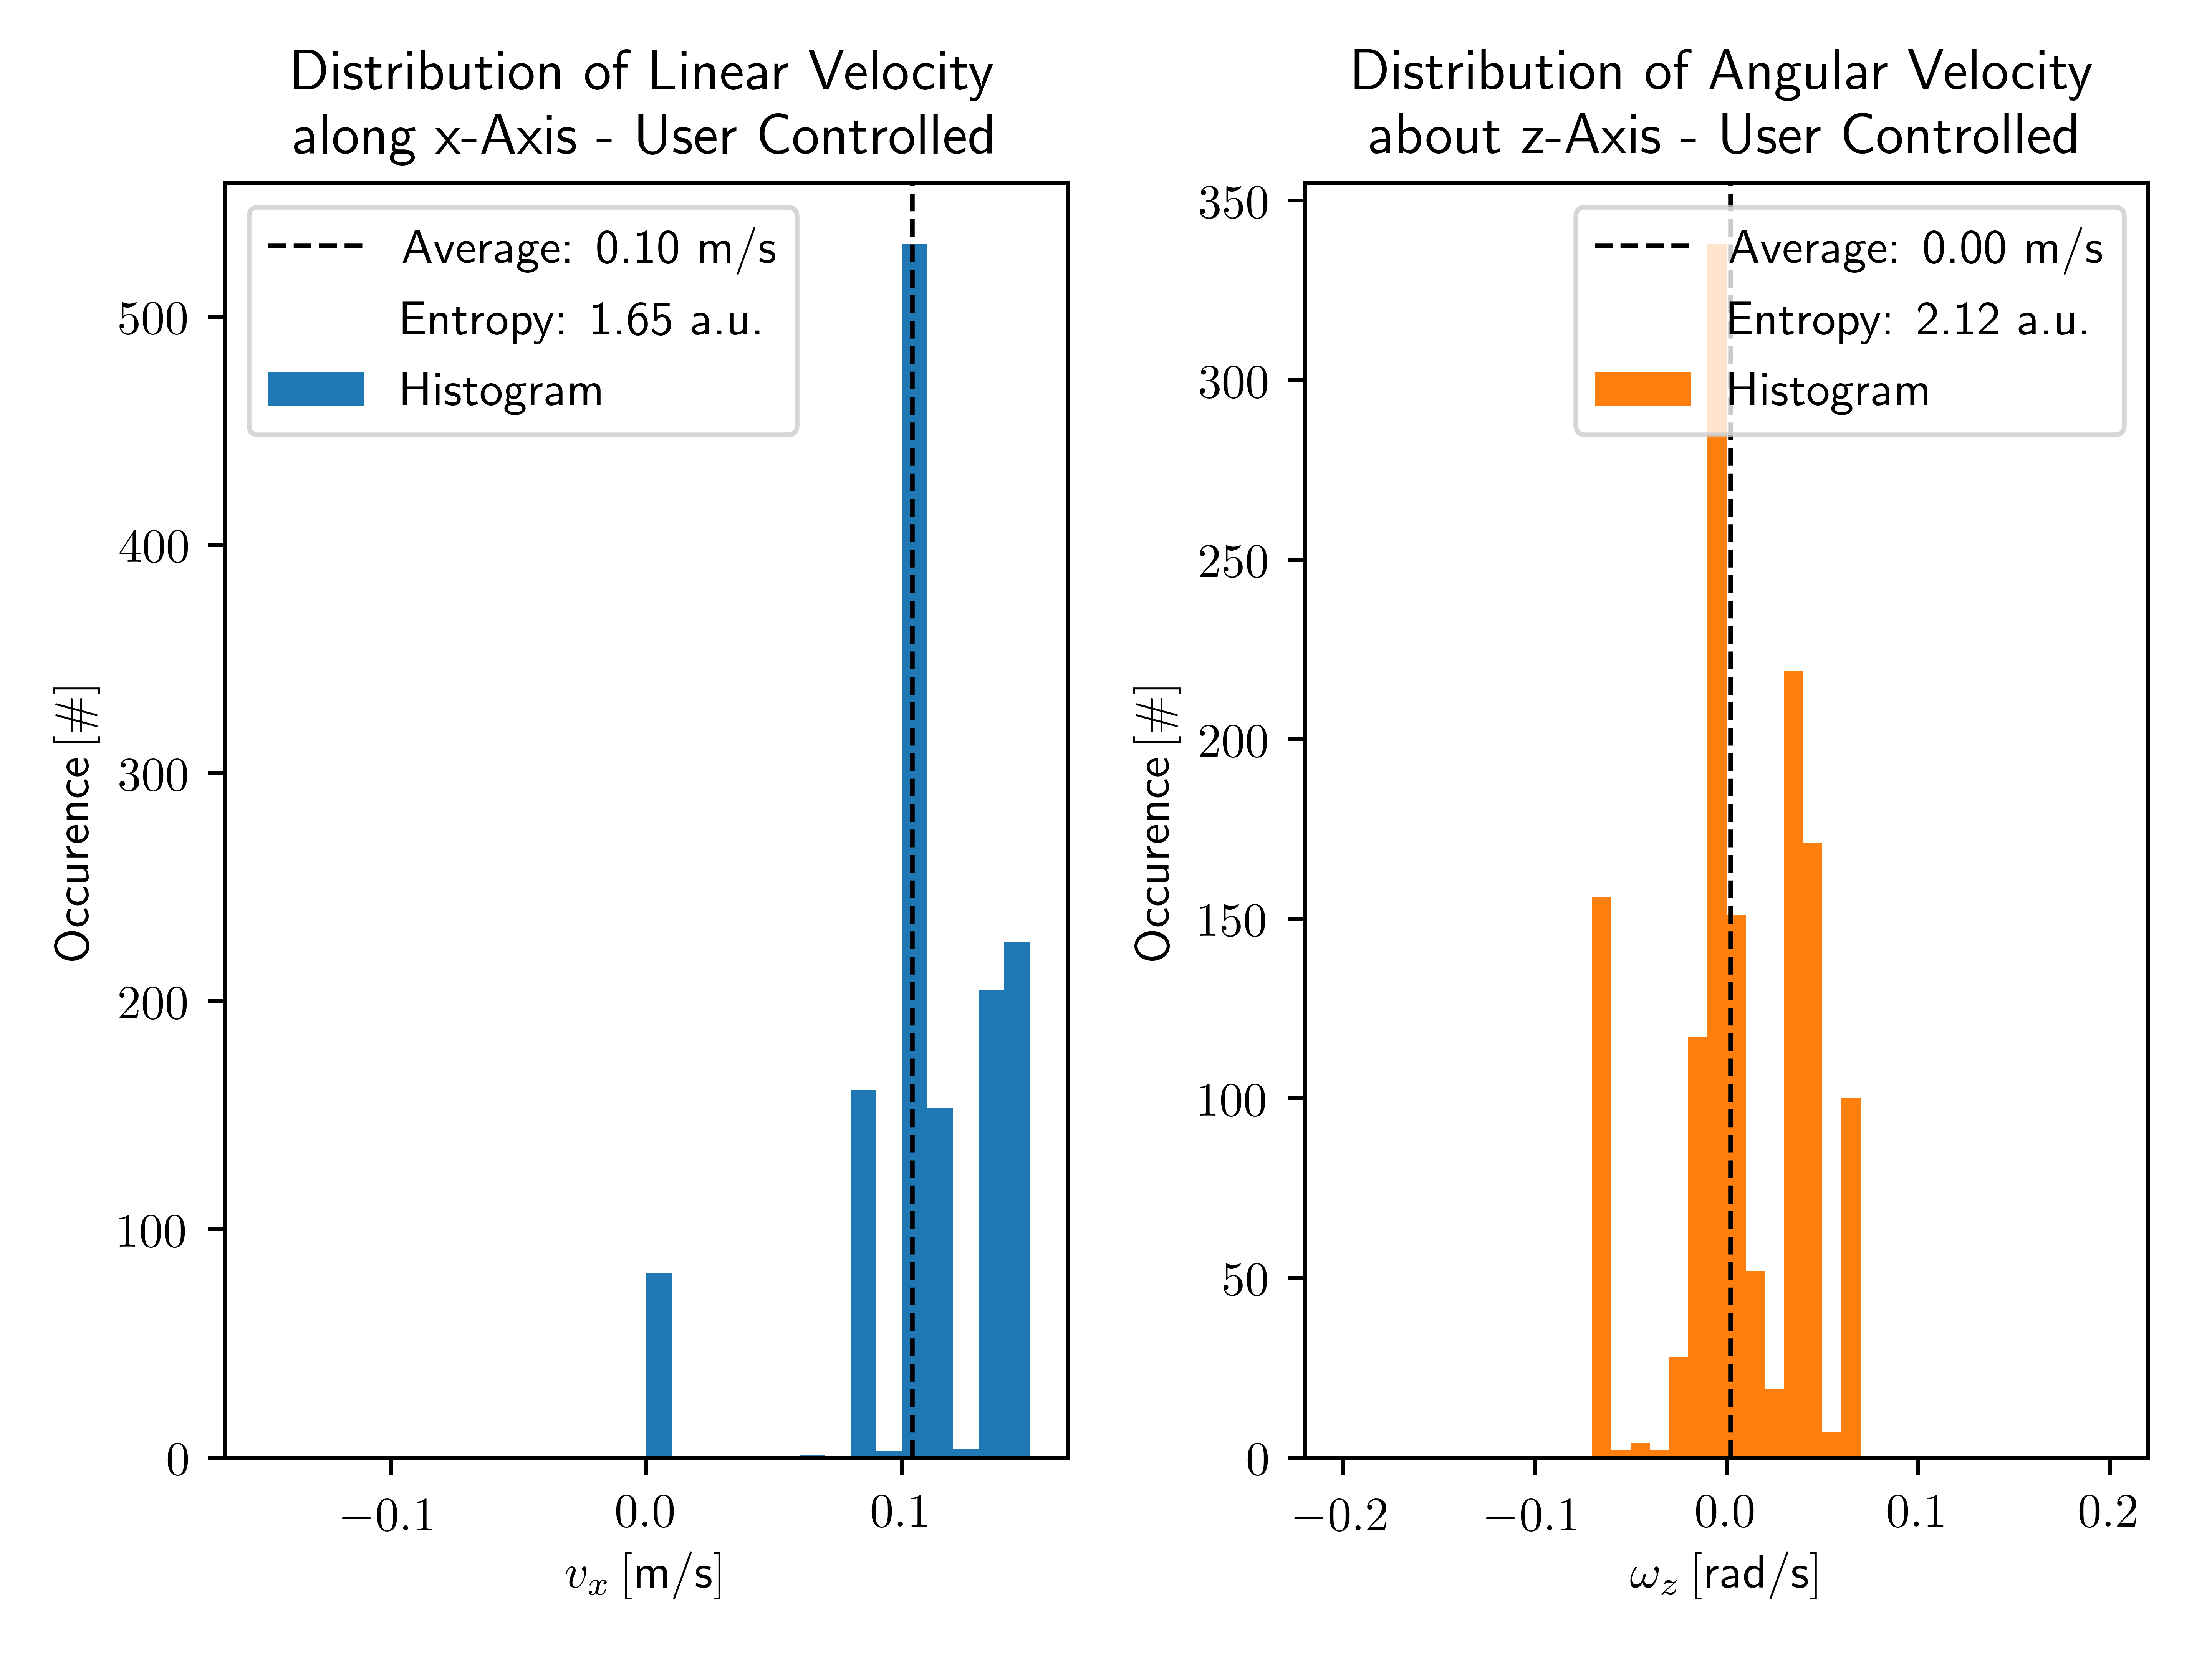 Distribution of Linear Velocity
along x-Axis - User Controlled
Average: 0.10 m/s
Entropy: 1.65 a.u.
Histogram
500
400
300
200
100
0
Occurence [#]
−0.1
0.0
0.1
v_x [m/s]
Distribution of Angular Velocity
about z-Axis - User Controlled
Average: 0.00 m/s
Entropy: 2.12 a.u.
Histogram
350
300
250
200
150
100
50
0
Occurence [#]
−0.2
−0.1
0.0
0.1
0.2
ω_z [rad/s]